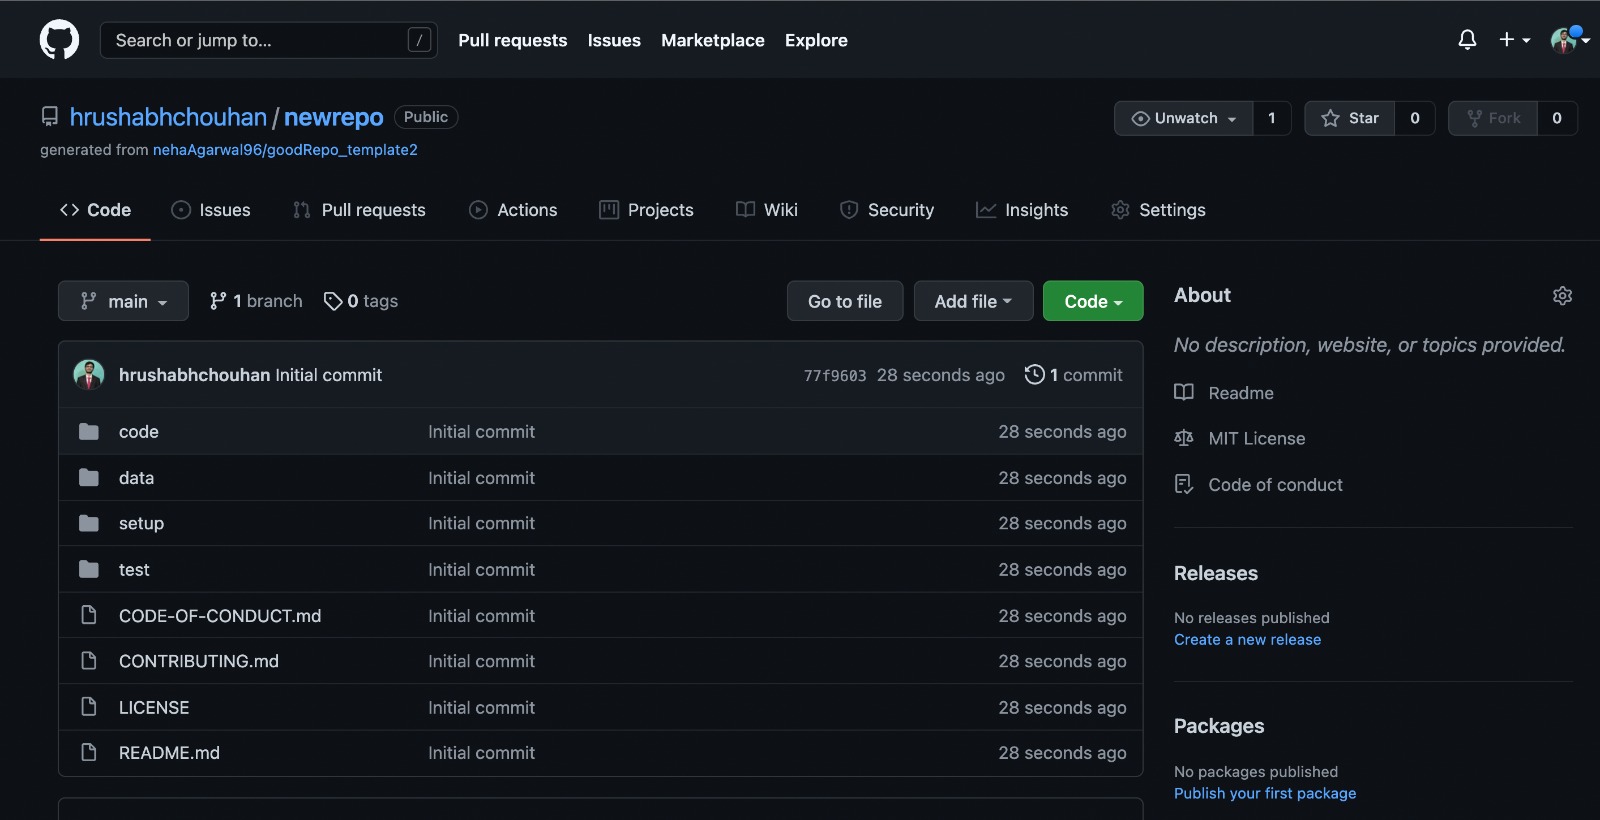 Search or jump to... /
Pull requests Issues Marketplace Explore
hrushabhchouhan / newrepo Public
Unwatch 1 Star 0 Fork 0
generated from nehaAgarwal96/goodRepo_template2
Code Issues Pull requests Actions Projects Wiki Security Insights Settings
main 1 branch 0 tags
Go to file Add file Code
hrushabhchouhan Initial commit 77f9603 28 seconds ago 1 commit
code Initial commit 28 seconds ago
data Initial commit 28 seconds ago
setup Initial commit 28 seconds ago
test Initial commit 28 seconds ago
CODE-OF-CONDUCT.md Initial commit 28 seconds ago
CONTRIBUTING.md Initial commit 28 seconds ago
LICENSE Initial commit 28 seconds ago
README.md Initial commit 28 seconds ago
About
No description, website, or topics provided.
Readme
MIT License
Code of conduct
Releases
No releases published
Create a new release
Packages
No packages published
Publish your first package